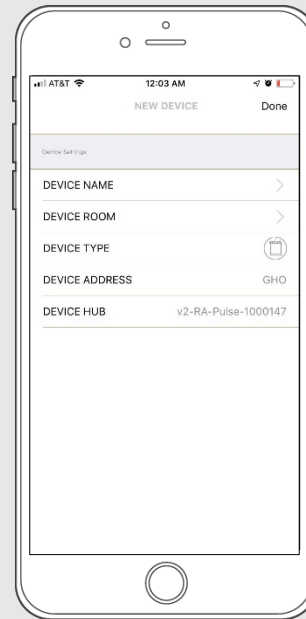 AT&T 12:03 AM
NEW DEVICE Done
Device Settings
DEVICE NAME
DEVICE ROOM
DEVICE TYPE
DEVICE ADDRESS GHO
DEVICE HUB v2-RA-Pulse-1000147